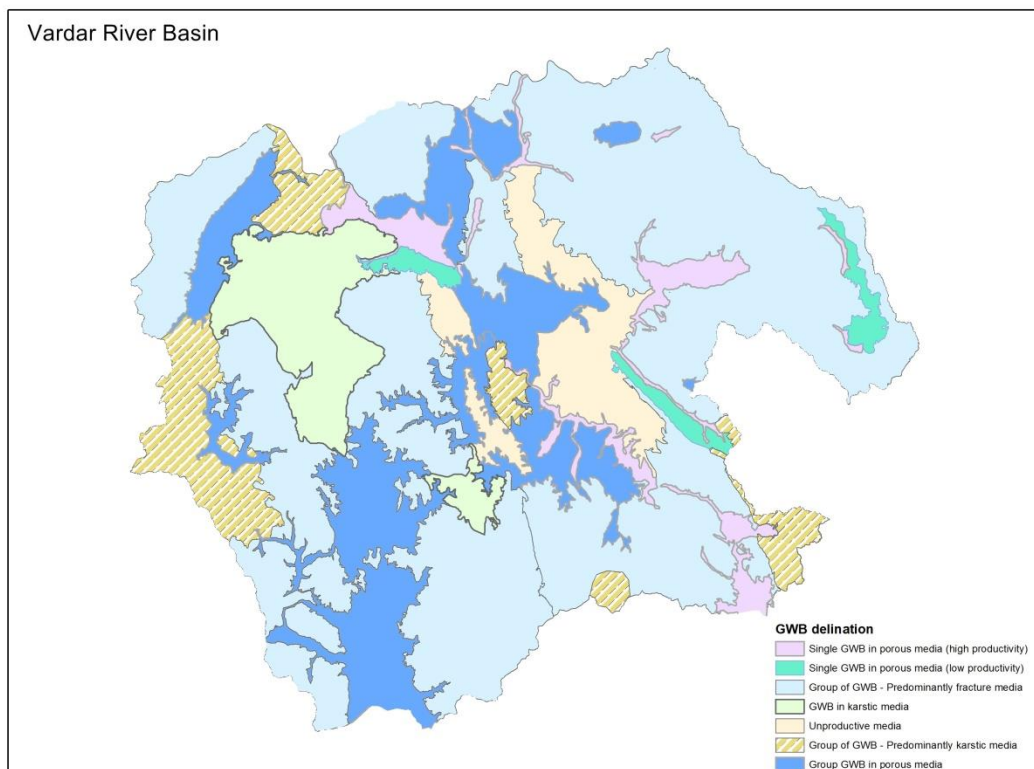 Vardar River Basin
GWB delination
Single GWB in porous media (high productivity)
Single GWB in porous media (low productivity)
Group of GWB - Predominantly fracture media
GWB in karstic media
Unproductive media
Group of GWB - Predominantly karstic media
Group GWB in porous media